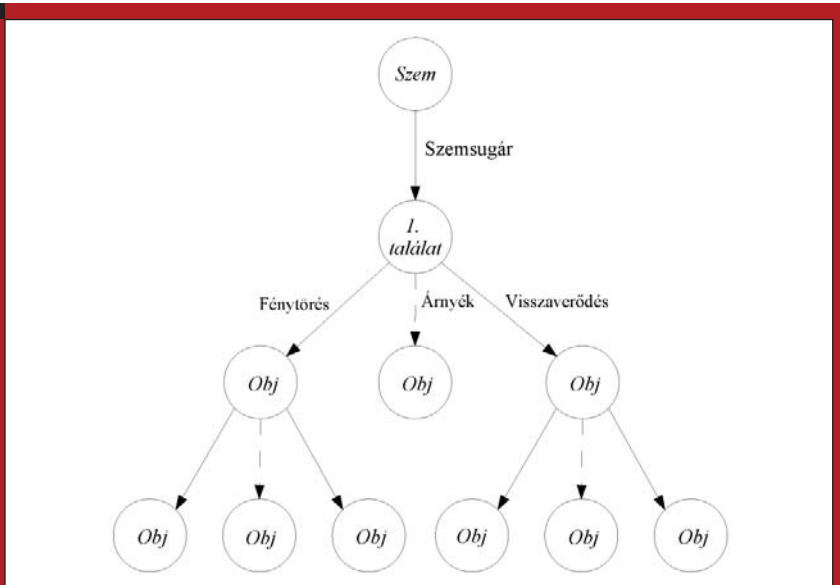 Szem
Szemsugár
1.
találat
Fénytörés
Árnyék
Visszaverődés
Obj
Obj
Obj
Obj
Obj
Obj
Obj
Obj
Obj